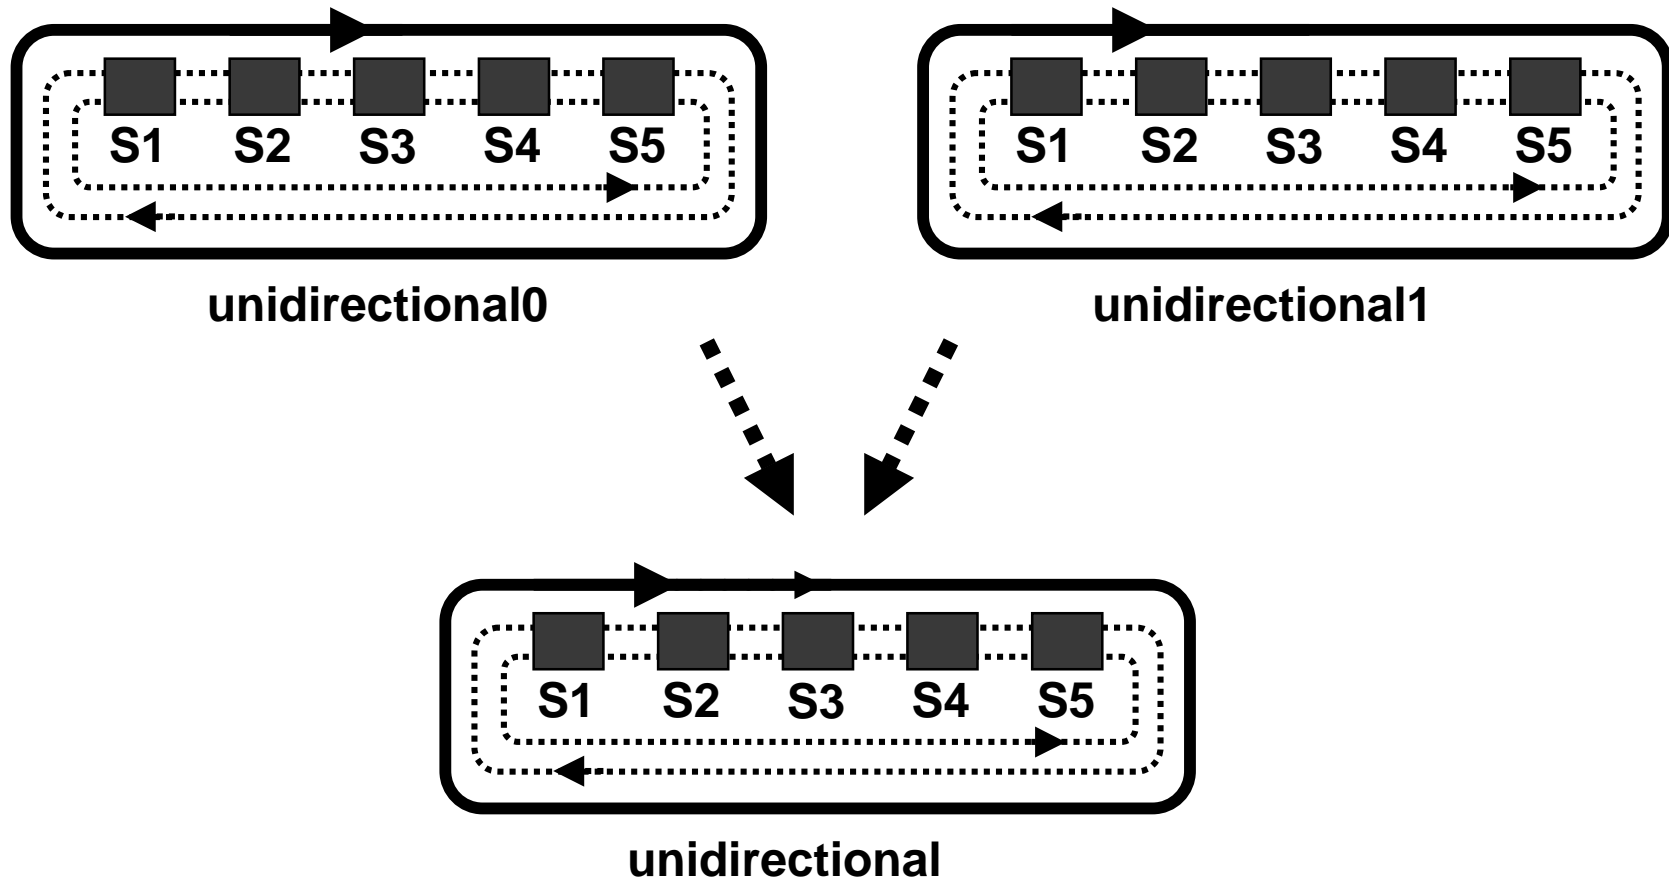 S1 S2 S3 S4 S5
unidirectional0
S1 S2 S3 S4 S5
unidirectional1
S1 S2 S3 S4 S5
unidirectional